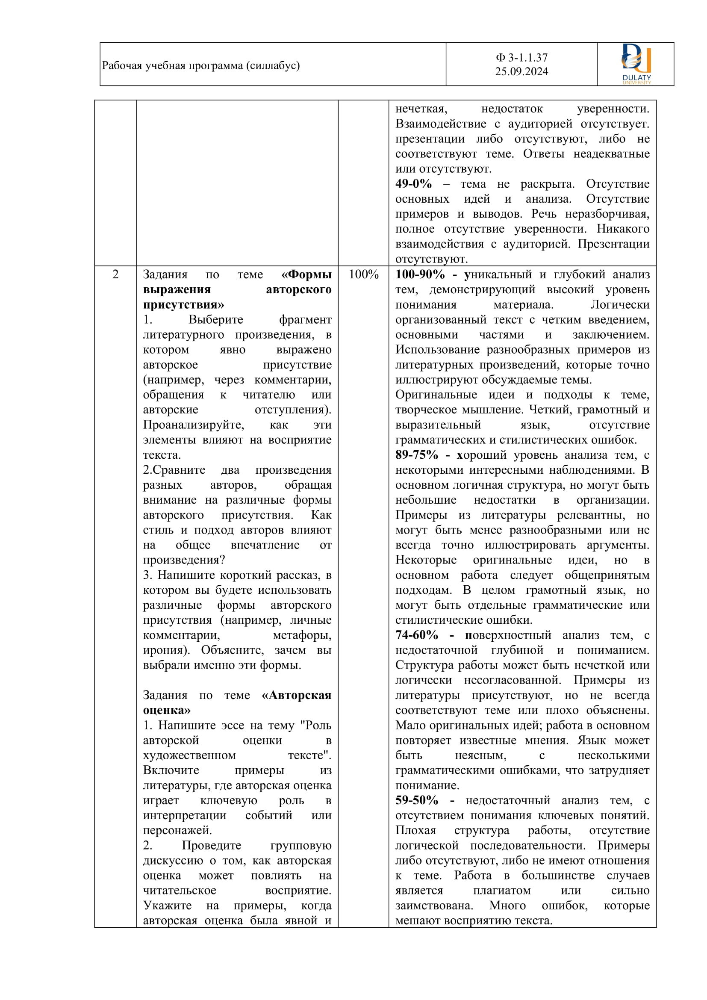 Рабочая учебная программа (силлабус)
Ф 3-1.1.37
25.09.2024
DULATY
UNIVERSITY
нечеткая, недостаток уверенности.
Взаимодействие с аудиторией отсутствует.
презентации либо отсутствуют, либо не
соответствуют теме. Ответы неадекватные
или отсутствуют.
49-0% – тема не раскрыта. Отсутствие
основных идей и анализа. Отсутствие
примеров и выводов. Речь неразборчивая,
полное отсутствие уверенности. Никакого
взаимодействия с аудиторией. Презентации
отсутствуют.
2
Задания по теме «Формы
выражения авторского
присутствия»
1. Выберите фрагмент
литературного произведения, в
котором явно выражено
авторское присутствие
(например, через комментарии,
обращения к читателю или
авторские отступления).
Проанализируйте, как эти
элементы влияют на восприятие
текста.
2.Сравните два произведения
разных авторов, обращая
внимание на различные формы
авторского присутствия. Как
стиль и подход авторов влияют
на общее впечатление от
произведения?
3. Напишите короткий рассказ, в
котором вы будете использовать
различные формы авторского
присутствия (например, личные
комментарии, метафоры,
ирония). Объясните, зачем вы
выбрали именно эти формы.
Задания по теме «Авторская
оценка»
1. Напишите эссе на тему "Роль
авторской оценки в
художественном тексте".
Включите примеры из
литературы, где авторская оценка
играет ключевую роль в
интерпретации событий или
персонажей.
2. Проведите групповую
дискуссию о том, как авторская
оценка может повлиять на
читательское восприятие.
Укажите на примеры, когда
авторская оценка была явной и
100%
100-90% - уникальный и глубокий анализ
тем, демонстрирующий высокий уровень
понимания материала. Логически
организованный текст с четким введением,
основными частями и заключением.
Использование разнообразных примеров из
литературных произведений, которые точно
иллюстрируют обсуждаемые темы.
Оригинальные идеи и подходы к теме,
творческое мышление. Четкий, грамотный и
выразительный язык, отсутствие
грамматических и стилистических ошибок.
89-75% - хороший уровень анализа тем, с
некоторыми интересными наблюдениями. В
основном логичная структура, но могут быть
небольшие недостатки в организации.
Примеры из литературы релевантны, но
могут быть менее разнообразными или не
всегда точно иллюстрировать аргументы.
Некоторые оригинальные идеи, но в
основном работа следует общепринятым
подходам. В целом грамотный язык, но
могут быть отдельные грамматические или
стилистические ошибки.
74-60% - поверхностный анализ тем, с
недостаточной глубиной и пониманием.
Структура работы может быть нечеткой или
логически несогласованной. Примеры из
литературы присутствуют, но не всегда
соответствуют теме или плохо объяснены.
Мало оригинальных идей; работа в основном
повторяет известные мнения. Язык может
быть неясным, с несколькими
грамматическими ошибками, что затрудняет
понимание.
59-50% - недостаточный анализ тем, с
отсутствием понимания ключевых понятий.
Плохая структура работы, отсутствие
логической последовательности. Примеры
либо отсутствуют, либо не имеют отношения
к теме. Работа в большинстве случаев
является плагиатом или сильно
заимствована. Много ошибок, которые
мешают восприятию текста.